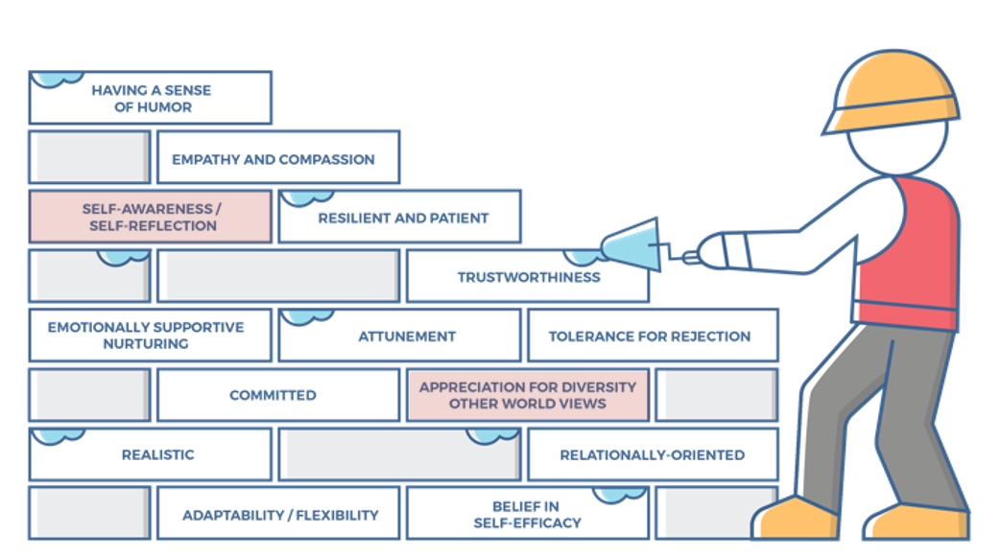 HAVING A SENSE
OF HUMOR
EMPATHY AND COMPASSION
SELF-AWARENESS /
SELF-REFLECTION
RESILIENT AND PATIENT
TRUSTWORTHINESS
EMOTIONALLY SUPPORTIVE
NURTURING
ATTUNEMENT
TOLERANCE FOR REJECTION
COMMITTED
APPRECIATION FOR DIVERSITY
OTHER WORLD VIEWS
REALISTIC
RELATIONALLY-ORIENTED
ADAPTABILITY / FLEXIBILITY
BELIEF IN
SELF-EFFICACY